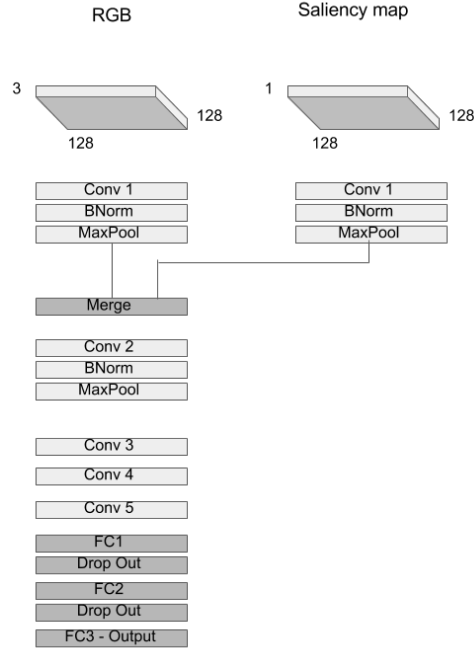 RGB
Saliency map
3
128
128
1
128
128
Conv 1
BNorm
MaxPool
Conv 1
BNorm
MaxPool
Merge
Conv 2
BNorm
MaxPool
Conv 3
Conv 4
Conv 5
FC1
Drop Out
FC2
Drop Out
FC3 - Output